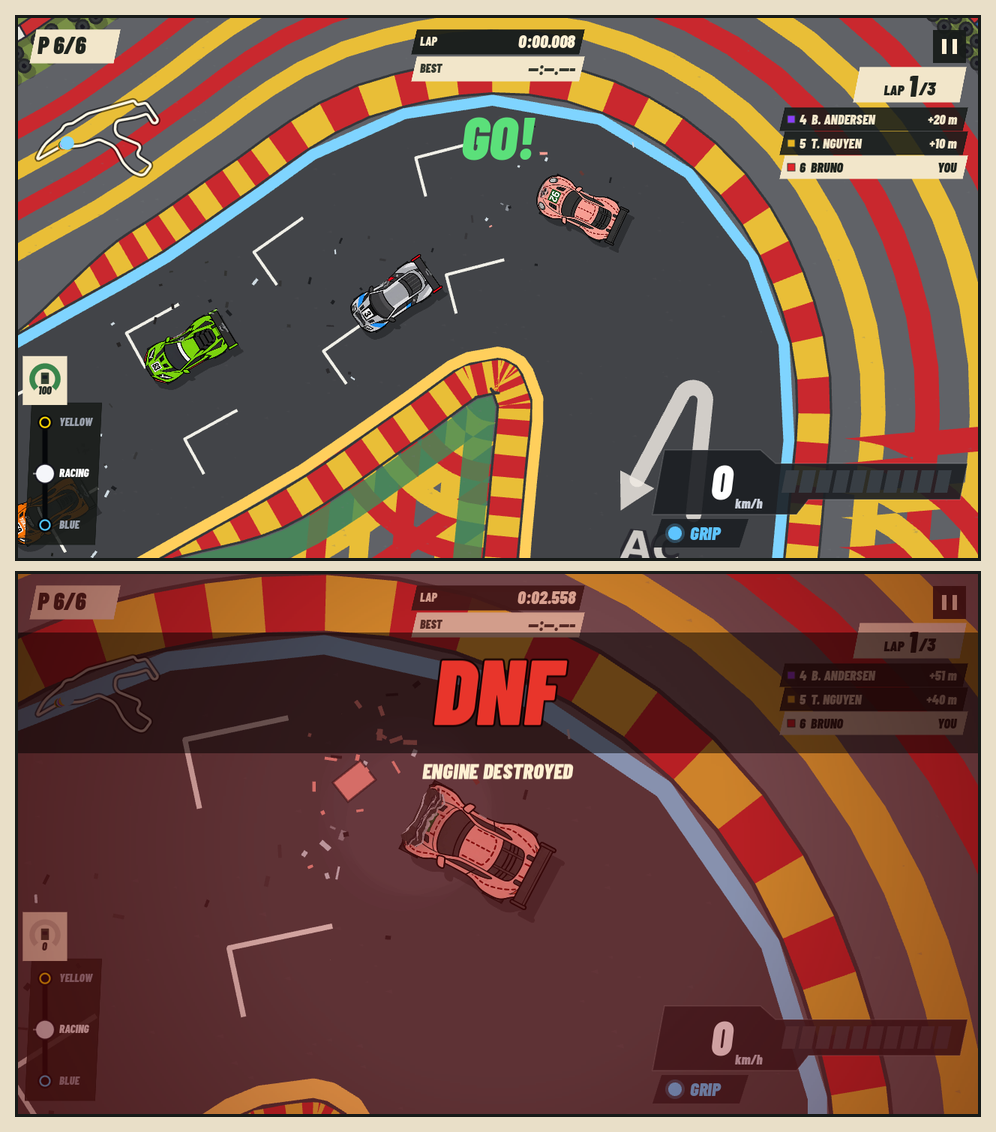 P 6/6
LAP 0:00.008
BEST --:--.---
LAP 1/3
4 B. ANDERSEN +20 m
5 T. NGUYEN +10 m
6 BRUNO YOU
GO!
92
3
100
YELLOW
RACING
BLUE
0 km/h
GRIP
P 6/6
LAP 0:02.558
BEST --:--.---
LAP 1/3
4 B. ANDERSEN +51 m
5 T. NGUYEN +40 m
6 BRUNO YOU
DNF
ENGINE DESTROYED
0
YELLOW
RACING
BLUE
0 km/h
GRIP